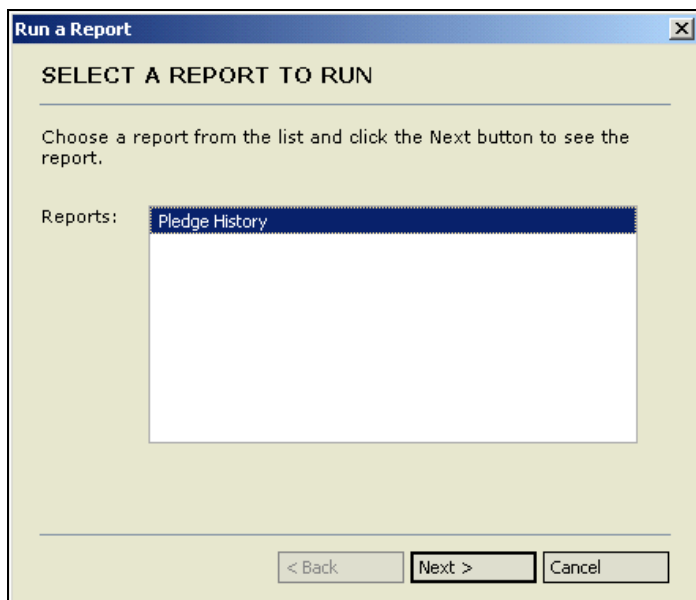 Run a Report
SELECT A REPORT TO RUN
Choose a report from the list and click the Next button to see the
report.
Reports:
Pledge History
< Back
Next >
Cancel